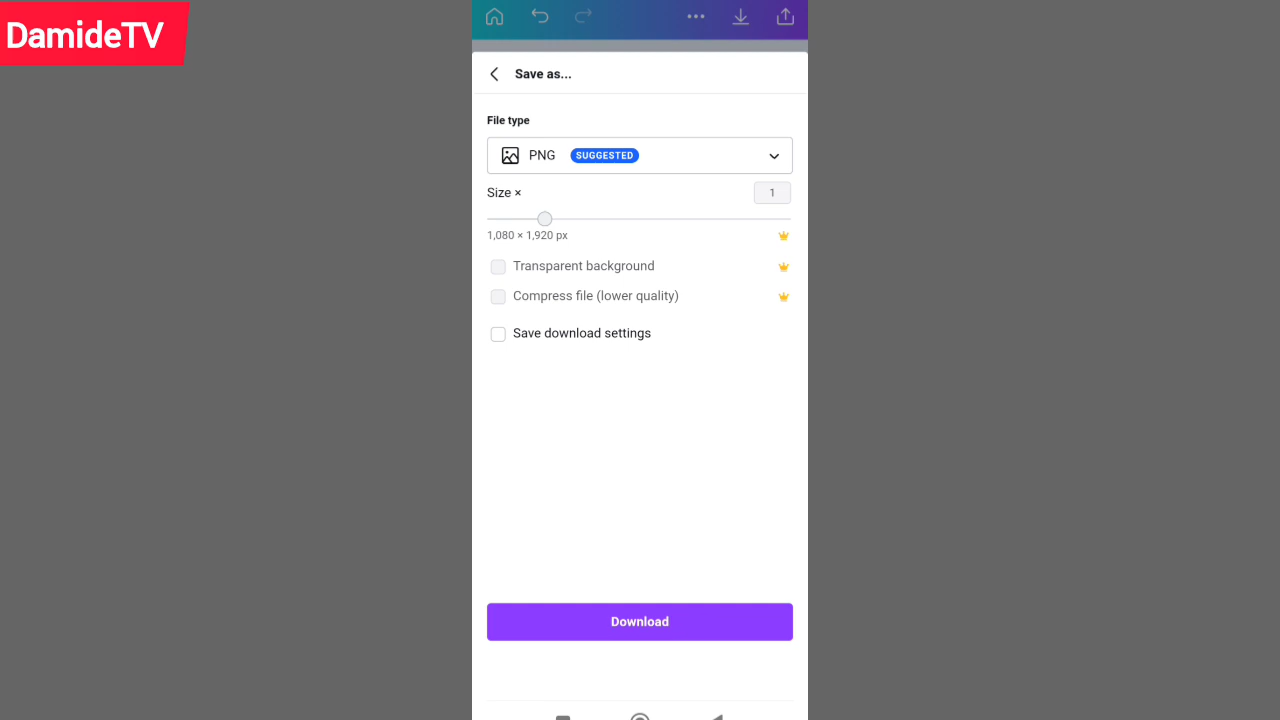 DamideTV
Save as...
File type
PNG SUGGESTED
Size × 1
1,080 × 1,920 px
Transparent background
Compress file (lower quality)
Save download settings
Download